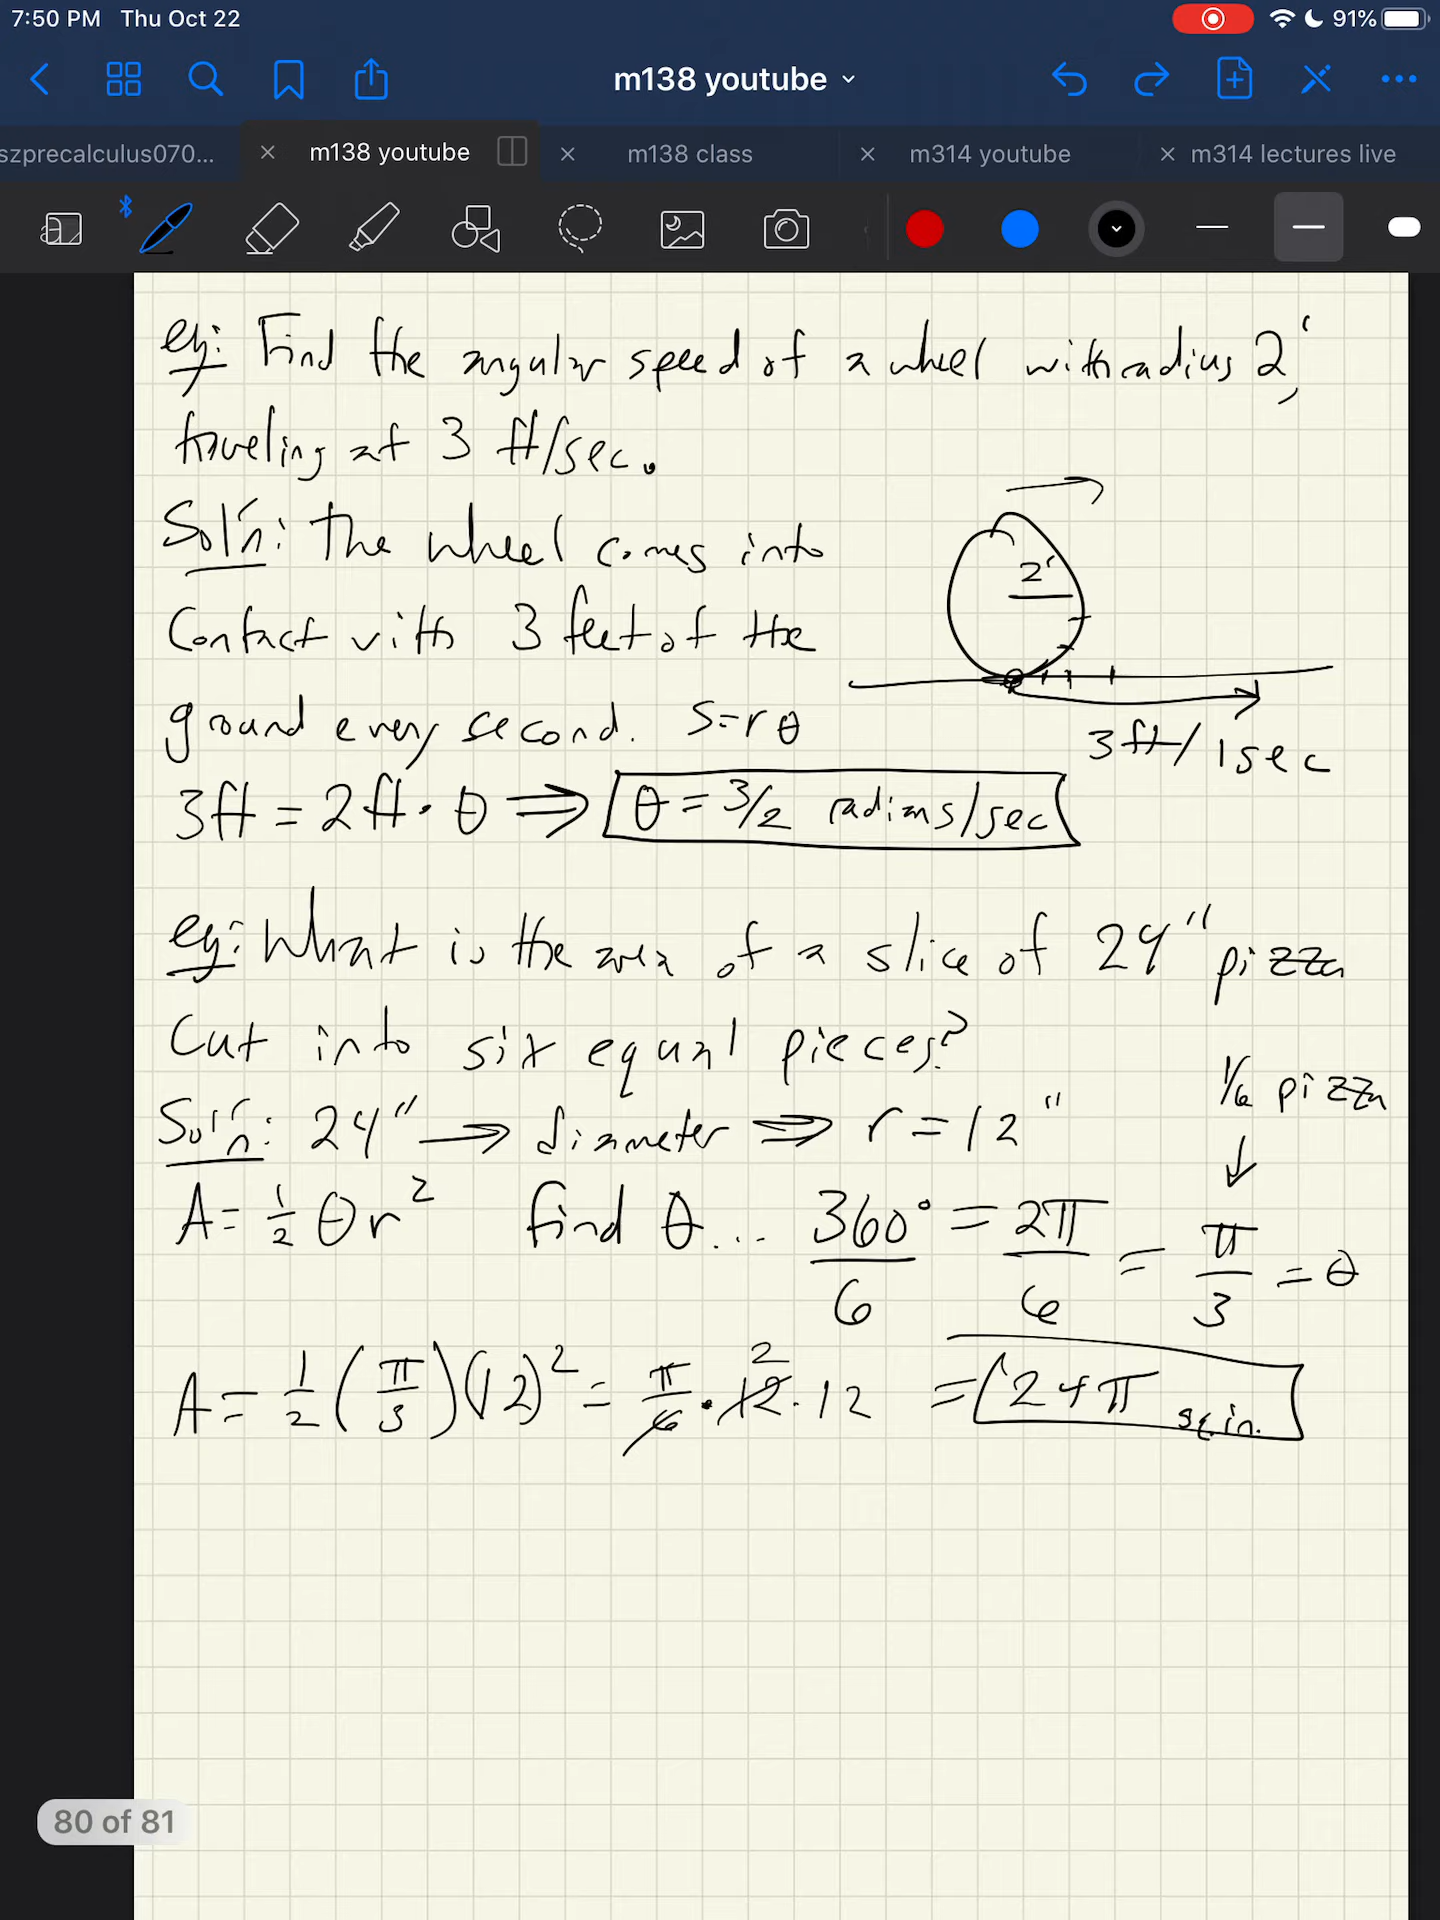 7:50 PM Thu Oct 22
91%
m138 youtube
szprecalculus070...
m138 youtube
m138 class
m314 youtube
m314 lectures live
eg: Find the angular speed of a wheel with radius 2',
traveling at 3 ft/sec.
Sol'n: The wheel comes into
2'
Contact with 3 feet of the
ground every second. S=rθ
3ft/1sec
3ft = 2ft · θ ⟹ θ = 3/2 radians/sec
eg: What is the area of a slice of 24" pizza
Cut into six equal pieces?
1/6 pizza
Sol'n: 24" → diameter ⟹ r = 12"
A = 1/2 θr² find θ... 360°/6 = 2π/6 = π/3 = θ
A = 1/2 (π/3)(12)² = π/6 · 12 · 12 = 24π sq.in.
2
80 of 81